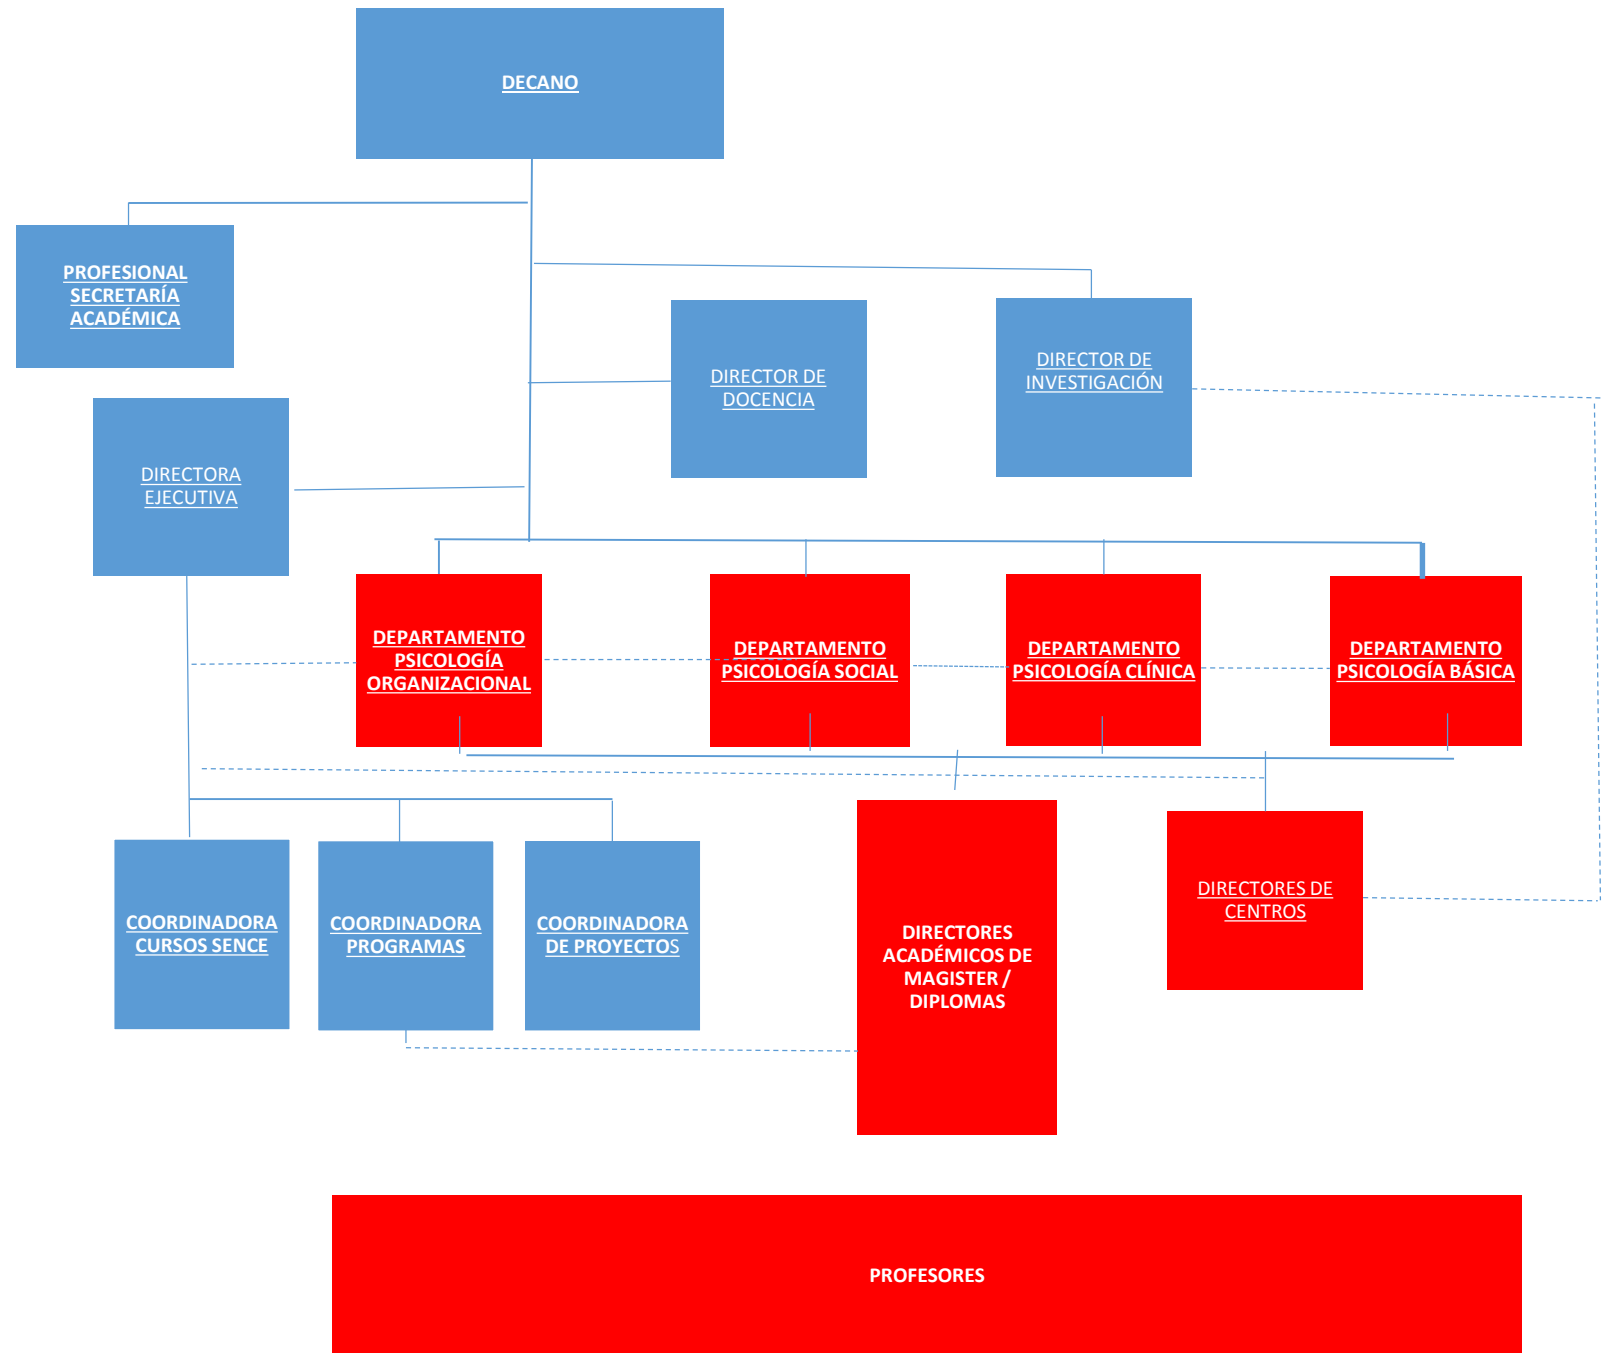 DECANO
PROFESIONAL
SECRETARÍA
ACADÉMICA
DIRECTOR DE
DOCENCIA
DIRECTOR DE
INVESTIGACIÓN
DIRECTORA
EJECUTIVA
DEPARTAMENTO
PSICOLOGÍA
ORGANIZACIONAL
DEPARTAMENTO
PSICOLOGÍA SOCIAL
DEPARTAMENTO
PSICOLOGÍA CLÍNICA
DEPARTAMENTO
PSICOLOGÍA BÁSICA
COORDINADORA
CURSOS SENCE
COORDINADORA
PROGRAMAS
COORDINADORA
DE PROYECTOS
DIRECTORES
ACADÉMICOS DE
MAGISTER /
DIPLOMAS
DIRECTORES DE
CENTROS
PROFESORES